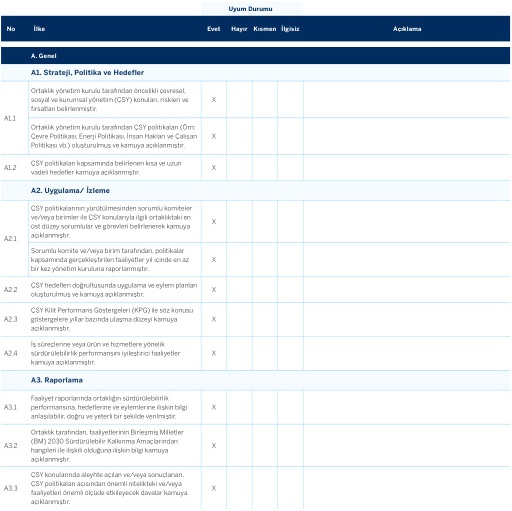 Uyum Durumu
No İlke Evet Hayır Kısmen İlgisiz Açıklama
A. Genel
A1. Strateji, Politika ve Hedefler
A1.1
Ortaklık yönetim kurulu tarafından öncelikli çevresel,
sosyal ve kurumsal yönetim (ÇSY) konuları, riskleri ve
fırsatları belirlenmiştir.
X
Ortaklık yönetim kurulu tarafından ÇSY politikaları (Örn:
Çevre Politikası, Enerji Politikası, İnsan Hakları ve Çalışan
Politikası vb.) oluşturulmuş ve kamuya açıklanmıştır.
X
A1.2
ÇSY politikaları kapsamında belirlenen kısa ve uzun
vadeli hedefler kamuya açıklanmıştır.
X
A2. Uygulama/ İzleme
A2.1
ÇSY politikalarının yürütülmesinden sorumlu komiteler
ve/veya birimler ile ÇSY konularıyla ilgili ortaklıktaki en
üst düzey sorumlular ve görevleri belirlenerek kamuya
açıklanmıştır.
X
Sorumlu komite ve/veya birim tarafından, politikalar
kapsamında gerçekleştirilen faaliyetler yıl içinde en az
bir kez yönetim kuruluna raporlanmıştır.
X
A2.2
ÇSY hedefleri doğrultusunda uygulama ve eylem planları
oluşturulmuş ve kamuya açıklanmıştır.
X
A2.3
ÇSY Kilit Performans Göstergeleri (KPG) ile söz konusu
göstergelere yıllar bazında ulaşma düzeyi kamuya
açıklanmıştır.
X
A2.4
İş süreçlerine veya ürün ve hizmetlere yönelik
sürdürülebilirlik performansını iyileştirici faaliyetler
kamuya açıklanmıştır.
X
A3. Raporlama
A3.1
Faaliyet raporlarında ortaklığın sürdürülebilirlik
performansına, hedeflerine ve eylemlerine ilişkin bilgi
anlaşılabilir, doğru ve yeterli bir şekilde verilmiştir.
X
A3.2
Ortaklık tarafından, faaliyetlerinin Birleşmiş Milletler
(BM) 2030 Sürdürülebilir Kalkınma Amaçlarından
hangileri ile ilişkili olduğuna ilişkin bilgi kamuya
açıklanmıştır.
X
A3.3
ÇSY konularında aleyhte açılan ve/veya sonuçlanan,
ÇSY politikaları açısından önemli nitelikteki ve/veya
faaliyetleri önemli ölçüde etkileyecek davalar kamuya
açıklanmıştır.
X